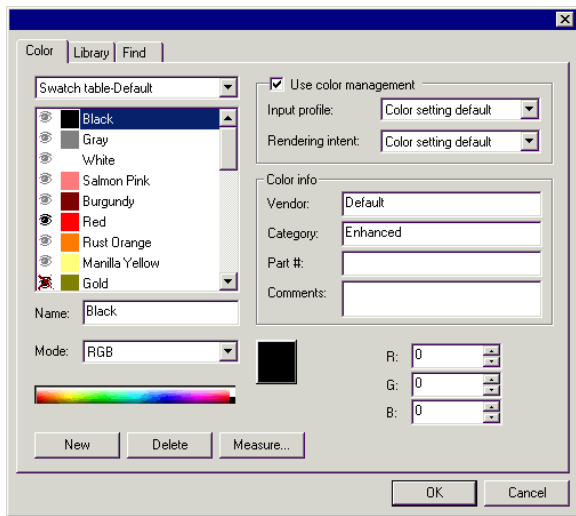 Color Library Find
Swatch table-Default
Black
Gray
White
Salmon Pink
Burgundy
Red
Rust Orange
Manilla Yellow
Gold
Name: Black
Mode: RGB
Use color management
Input profile: Color setting default
Rendering intent: Color setting default
Color info
Vendor: Default
Category: Enhanced
Part #:
Comments:
R: 0
G: 0
B: 0
New Delete Measure...
OK Cancel